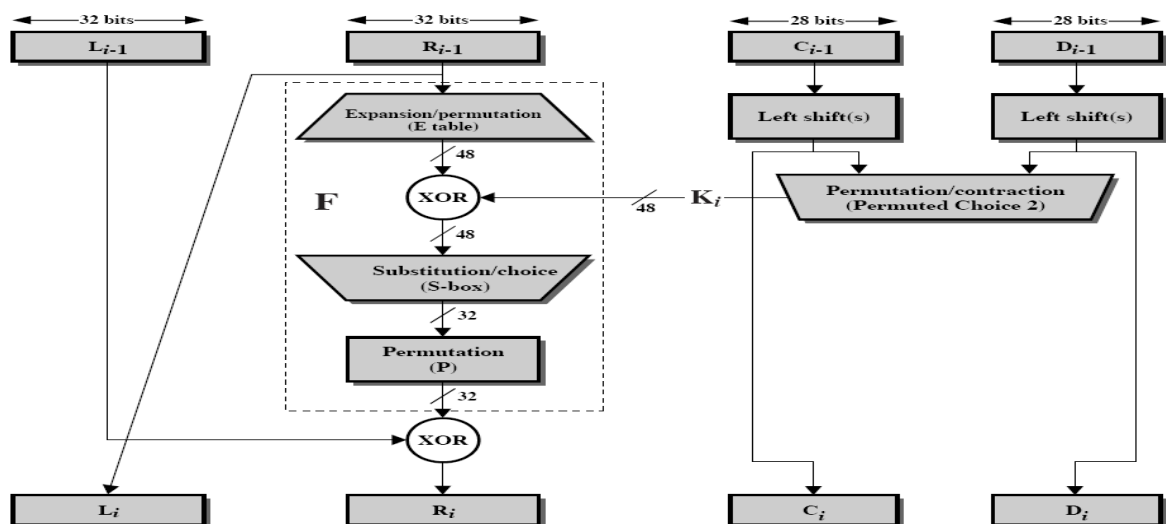 32 bits
32 bits
28 bits
28 bits
Li-1
Ri-1
Ci-1
Di-1
Expansion/permutation
(E table)
Left shift(s)
Left shift(s)
48
F
XOR
48
Ki
Permutation/contraction
(Permuted Choice 2)
48
Substitution/choice
(S-box)
32
Permutation
(P)
32
XOR
Li
Ri
Ci
Di